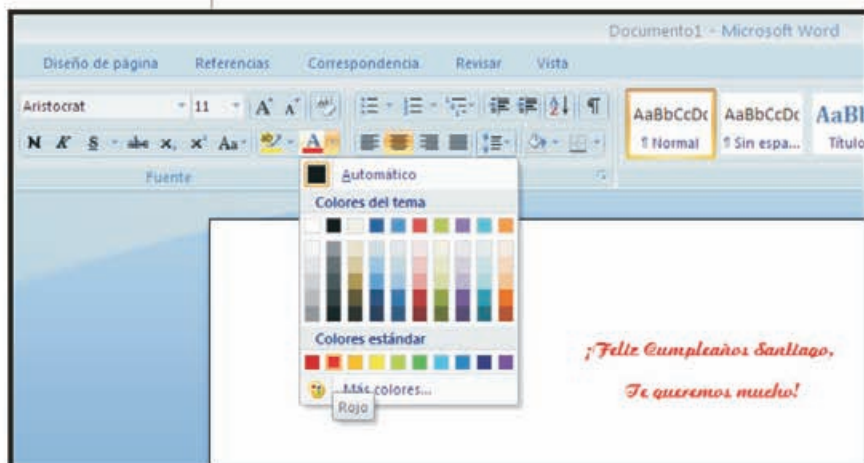 Documento1 - Microsoft Word
Diseño de página Referencias Correspondencia Revisar Vista
Aristocrat 11 A A
AaBbCcDc AaBbCcDc AaBl
N K S abe x, x² Aa A
¶ Normal ¶ Sin espa... Título
Fuente
Automático
Colores del tema
Colores estándar
Más colores...
Rojo
¡Feliz Cumpleaños Santiago,
Te queremos mucho!